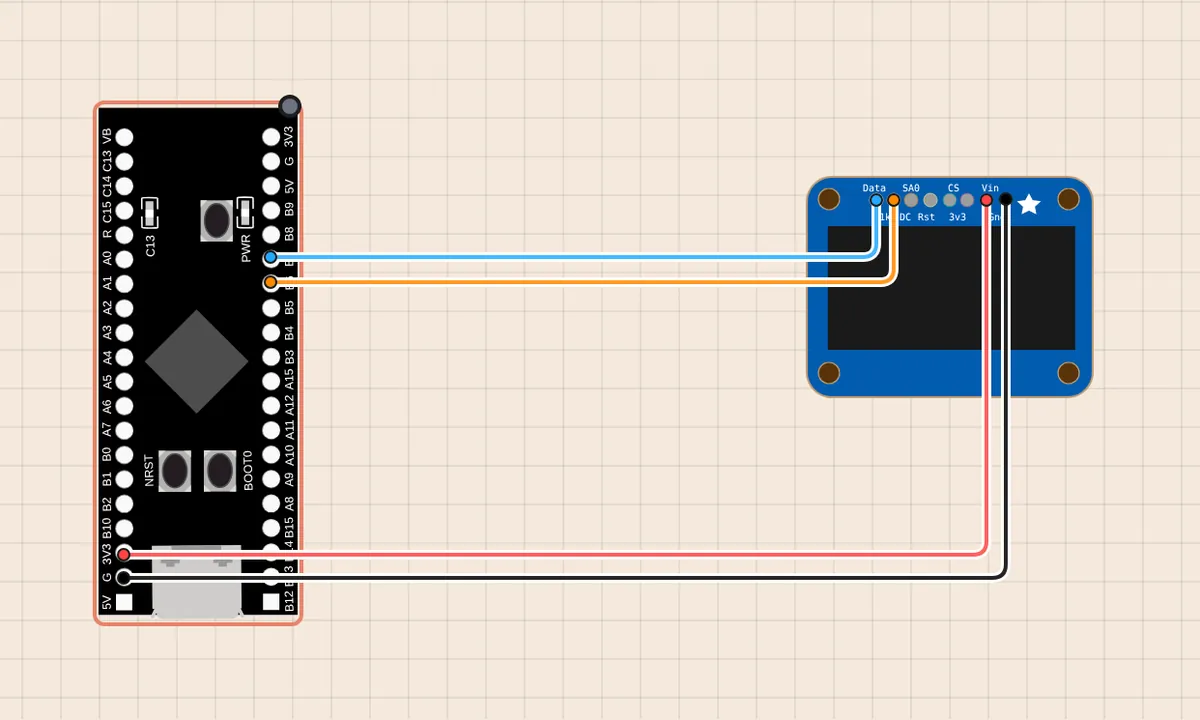 VB
C13
C14
C15
R
A0
A1
A2
A3
A4
A5
A6
A7
B0
B1
B2
B10
3V3
G
5V
C13
PWR
NRST
BOOT0
3V3
G
5V
B9
B8
B5
B4
B3
A15
A12
A11
A10
A9
A8
B15
B12
Data SA0 CS Vin
DC Rst 3v3